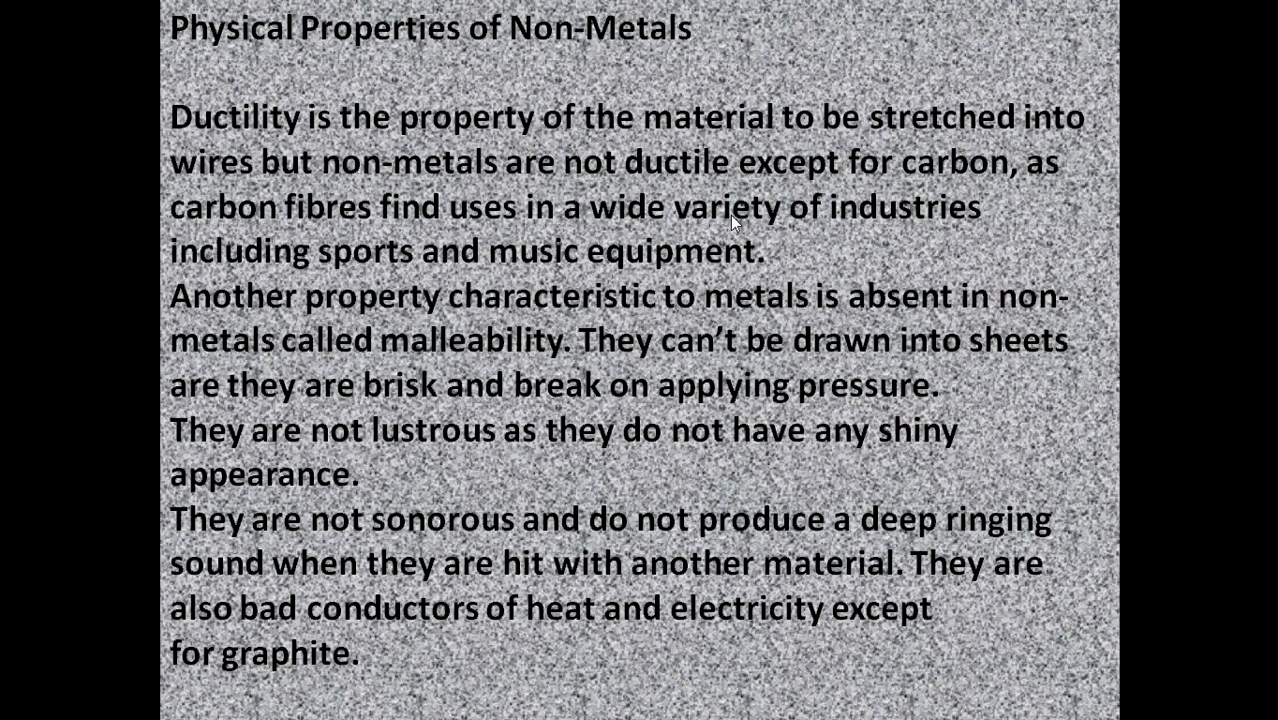 Physical Properties of Non-Metals
Ductility is the property of the material to be stretched into
wires but non-metals are not ductile except for carbon, as
carbon fibres find uses in a wide variety of industries
including sports and music equipment.
Another property characteristic to metals is absent in non-
metals called malleability. They can’t be drawn into sheets
are they are brisk and break on applying pressure.
They are not lustrous as they do not have any shiny
appearance.
They are not sonorous and do not produce a deep ringing
sound when they are hit with another material. They are
also bad conductors of heat and electricity except
for graphite.